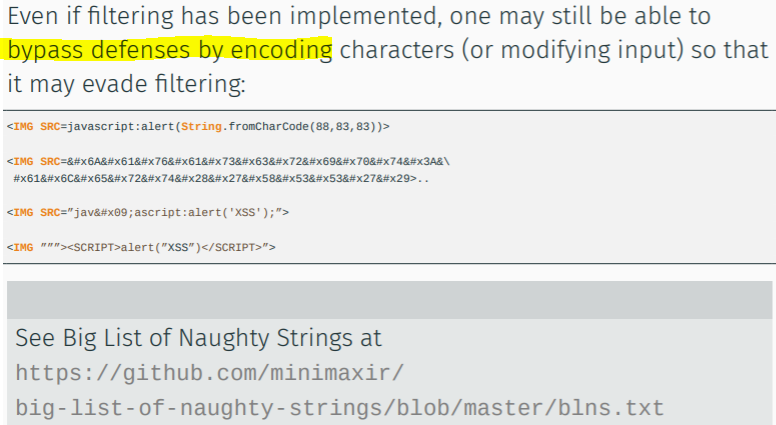 Even if filtering has been implemented, one may still be able to
bypass defenses by encoding characters (or modifying input) so that
it may evade filtering:
<IMG SRC=javascript:alert(String.fromCharCode(88,83,83))>
<IMG SRC=&#x6A&#x61&#x76&#x61&#x73&#x63&#x72&#x69&#x70&#x74&#x3A&\
#x61&#x6C&#x65&#x72&#x74&#x28&#x27&#x58&#x53&#x53&#x27&#x29>..
<IMG SRC=”jav&#x09;ascript:alert('XSS');”>
<IMG ”””><SCRIPT>alert(”XSS”)</SCRIPT>”>
See Big List of Naughty Strings at
https://github.com/minimaxir/
big-list-of-naughty-strings/blob/master/blns.txt